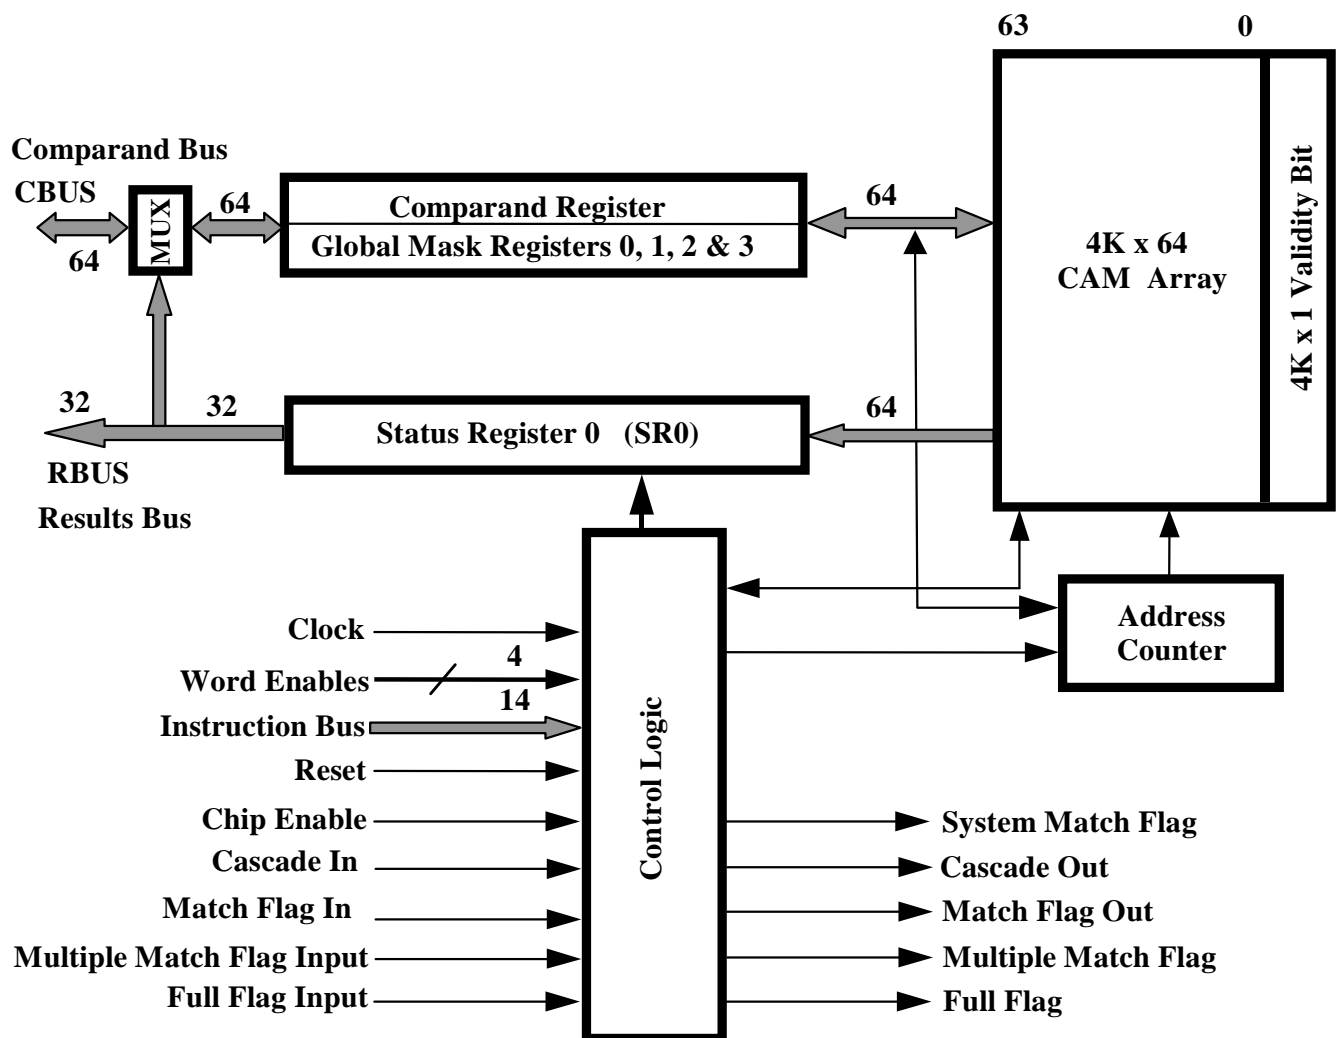 63
0
Comparand Bus
CBUS
64
MUX
64
Comparand Register
Global Mask Registers 0, 1, 2 & 3
64
4K x 64
CAM Array
4K x 1 Validity Bit
32
32
Status Register 0 (SR0)
64
RBUS
Results Bus
Address
Counter
Control Logic
Clock
Word Enables
4
Instruction Bus
14
Reset
Chip Enable
Cascade In
Match Flag In
Multiple Match Flag Input
Full Flag Input
System Match Flag
Cascade Out
Match Flag Out
Multiple Match Flag
Full Flag